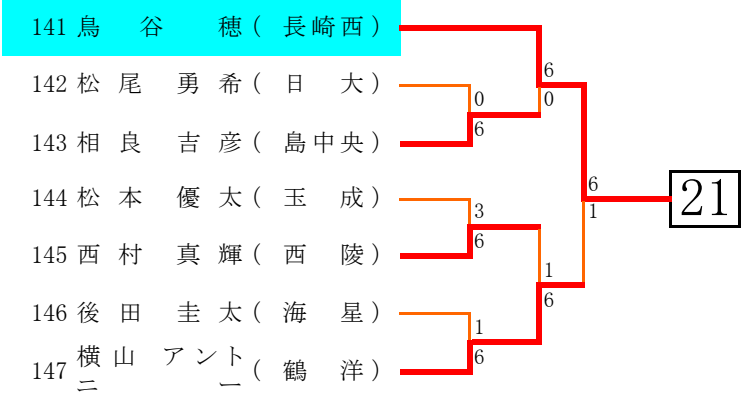 141 鳥谷 穂(長崎西)
6
142 松尾 勇希(日 大)
0
0
143 相良 吉彦(島中央)
6
6
21
144 松本 優太(玉 成)
3
1
145 西村 真輝(西 陵)
6
1
146 後田 圭太(海 星)
6
1
147 横山 アントニー(鶴 洋)
6